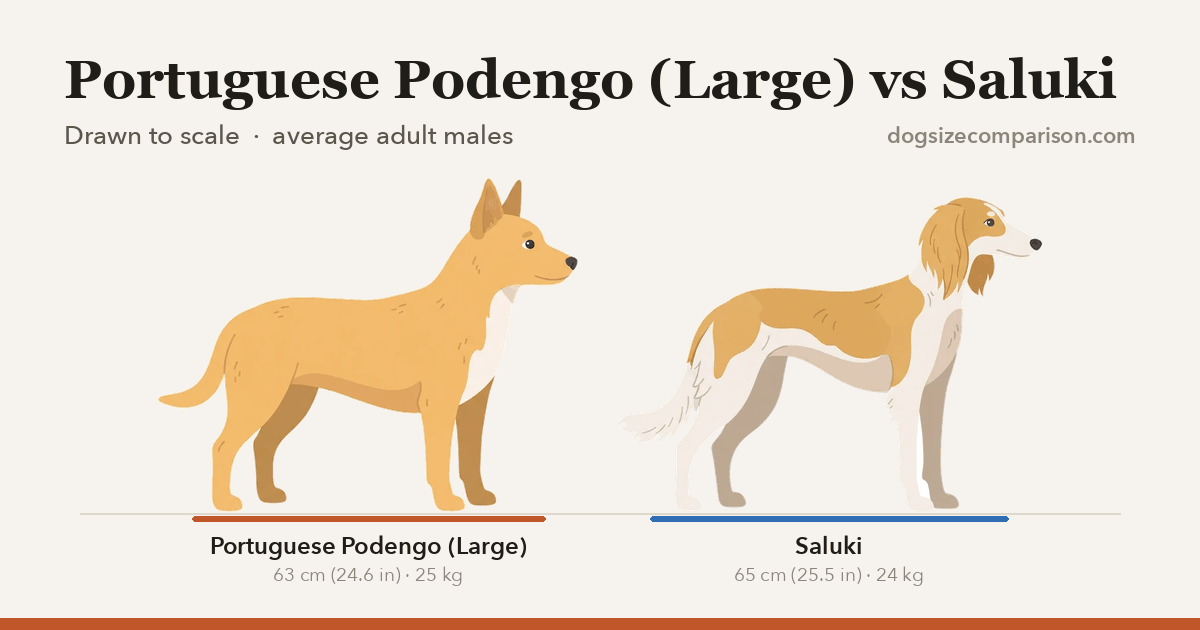 Portuguese Podengo (Large) vs Saluki
Drawn to scale · average adult males
dogsizecomparison.com
Portuguese Podengo (Large)
63 cm (24.6 in) · 25 kg
Saluki
65 cm (25.5 in) · 24 kg